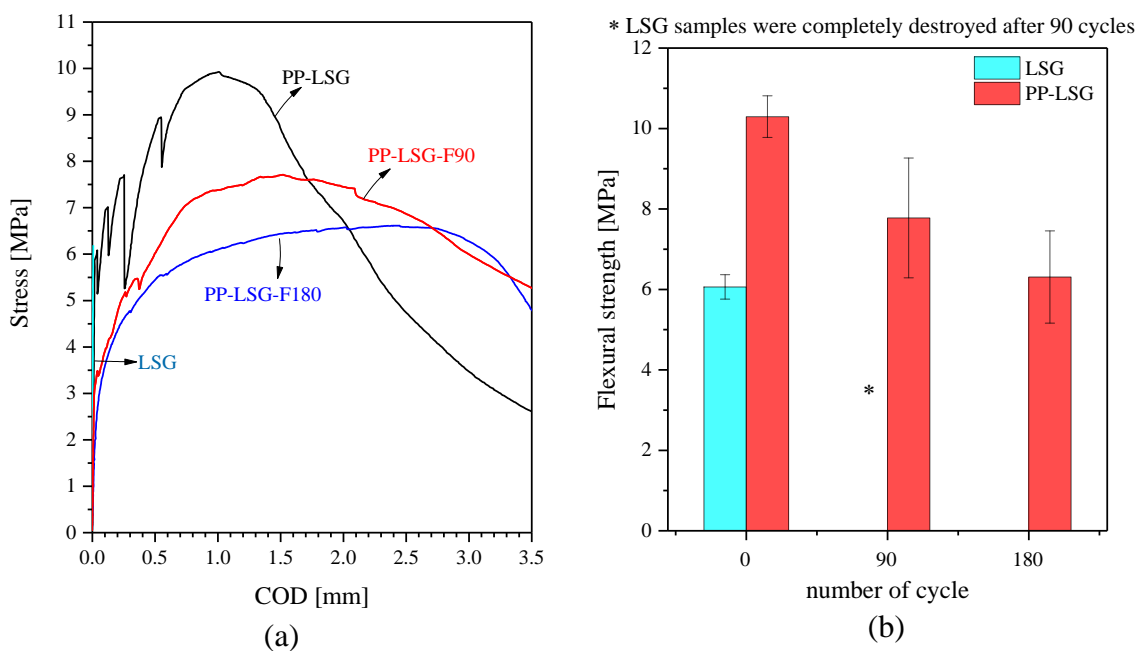 11
10
9
8
7
6
5
4
3
2
1
0
Stress [MPa]
PP-LSG
PP-LSG-F90
PP-LSG-F180
LSG
0.0 0.5 1.0 1.5 2.0 2.5 3.0 3.5
COD [mm]
(a)
* LSG samples were completely destroyed after 90 cycles
12
10
8
6
4
2
0
Flexural strength [MPa]
LSG
PP-LSG
*
0 90 180
number of cycle
(b)